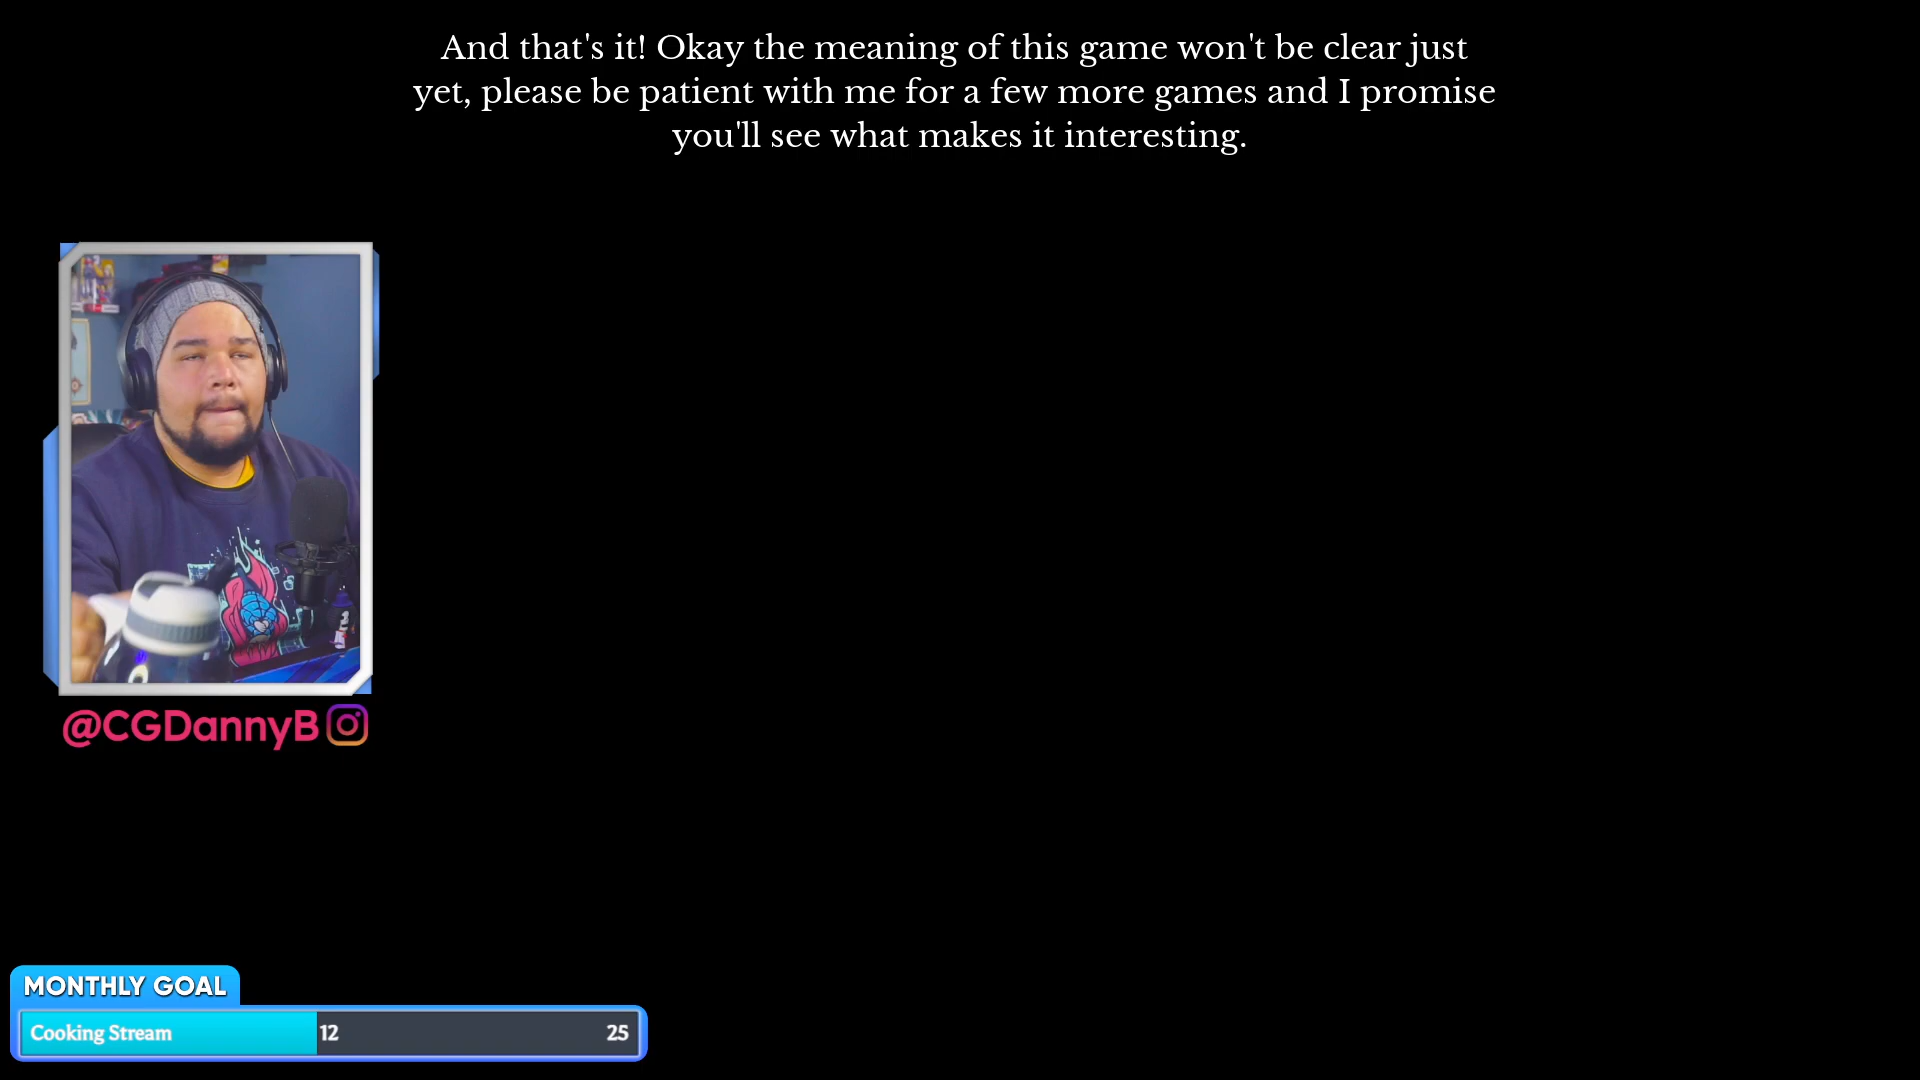 And that's it! Okay the meaning of this game won't be clear just
yet, please be patient with me for a few more games and I promise
you'll see what makes it interesting.
@CGDannyB
MONTHLY GOAL
Cooking Stream 12 25